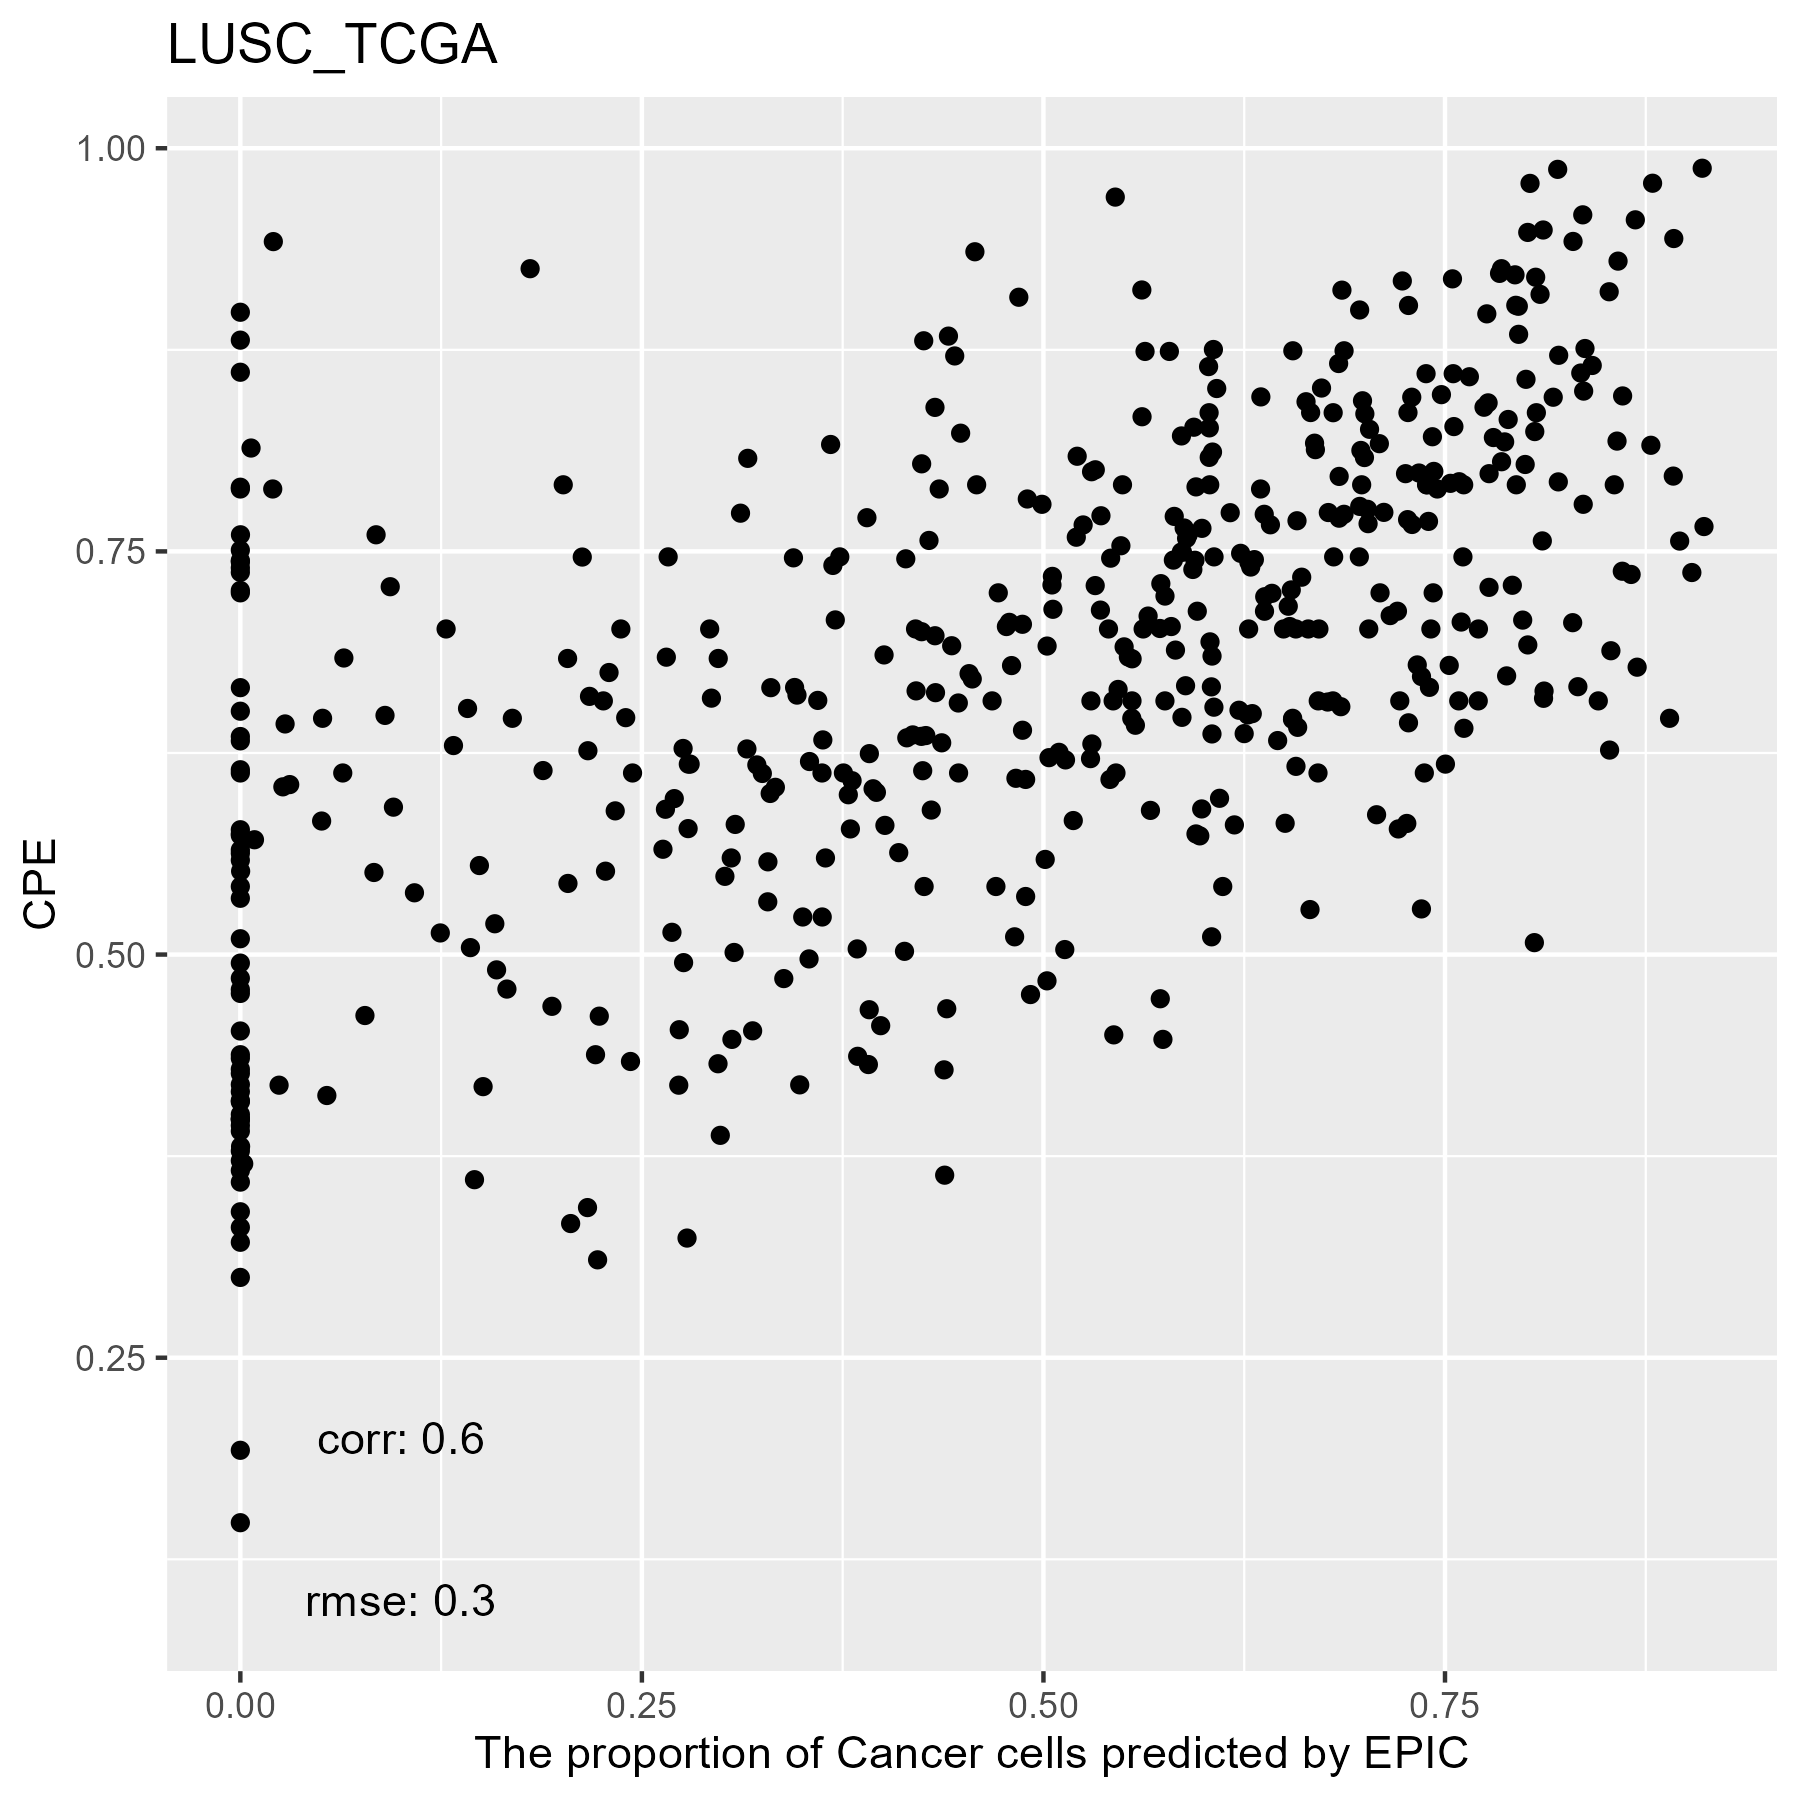 LUSC_TCGA
1.00
0.75
0.50
0.25
CPE
corr: 0.6
rmse: 0.3
0.00 0.25 0.50 0.75
The proportion of Cancer cells predicted by EPIC